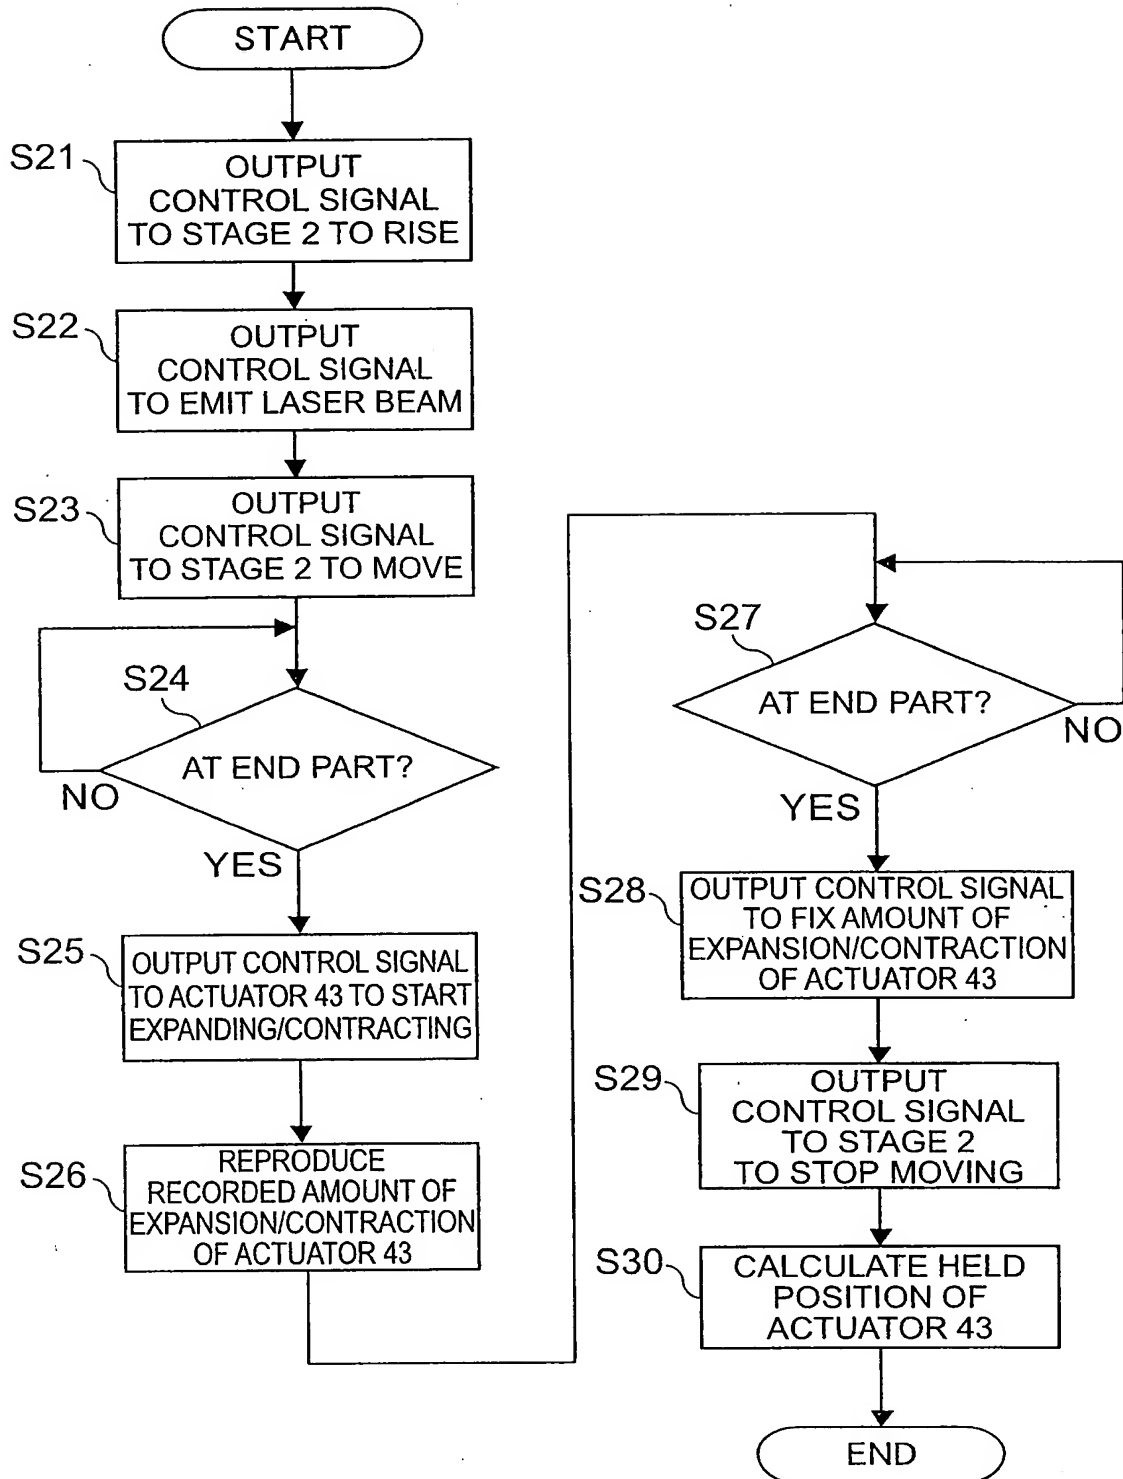 START
S21
OUTPUT
CONTROL SIGNAL
TO STAGE 2 TO RISE
S22
OUTPUT
CONTROL SIGNAL
TO EMIT LASER BEAM
S23
OUTPUT
CONTROL SIGNAL
TO STAGE 2 TO MOVE
S24
AT END PART?
NO
YES
S25
OUTPUT CONTROL SIGNAL
TO ACTUATOR 43 TO START
EXPANDING/CONTRACTING
S26
REPRODUCE
RECORDED AMOUNT OF
EXPANSION/CONTRACTION
OF ACTUATOR 43
S27
AT END PART?
NO
YES
S28
OUTPUT CONTROL SIGNAL
TO FIX AMOUNT OF
EXPANSION/CONTRACTION
OF ACTUATOR 43
S29
OUTPUT
CONTROL SIGNAL
TO STAGE 2
TO STOP MOVING
S30
CALCULATE HELD
POSITION OF
ACTUATOR 43
END